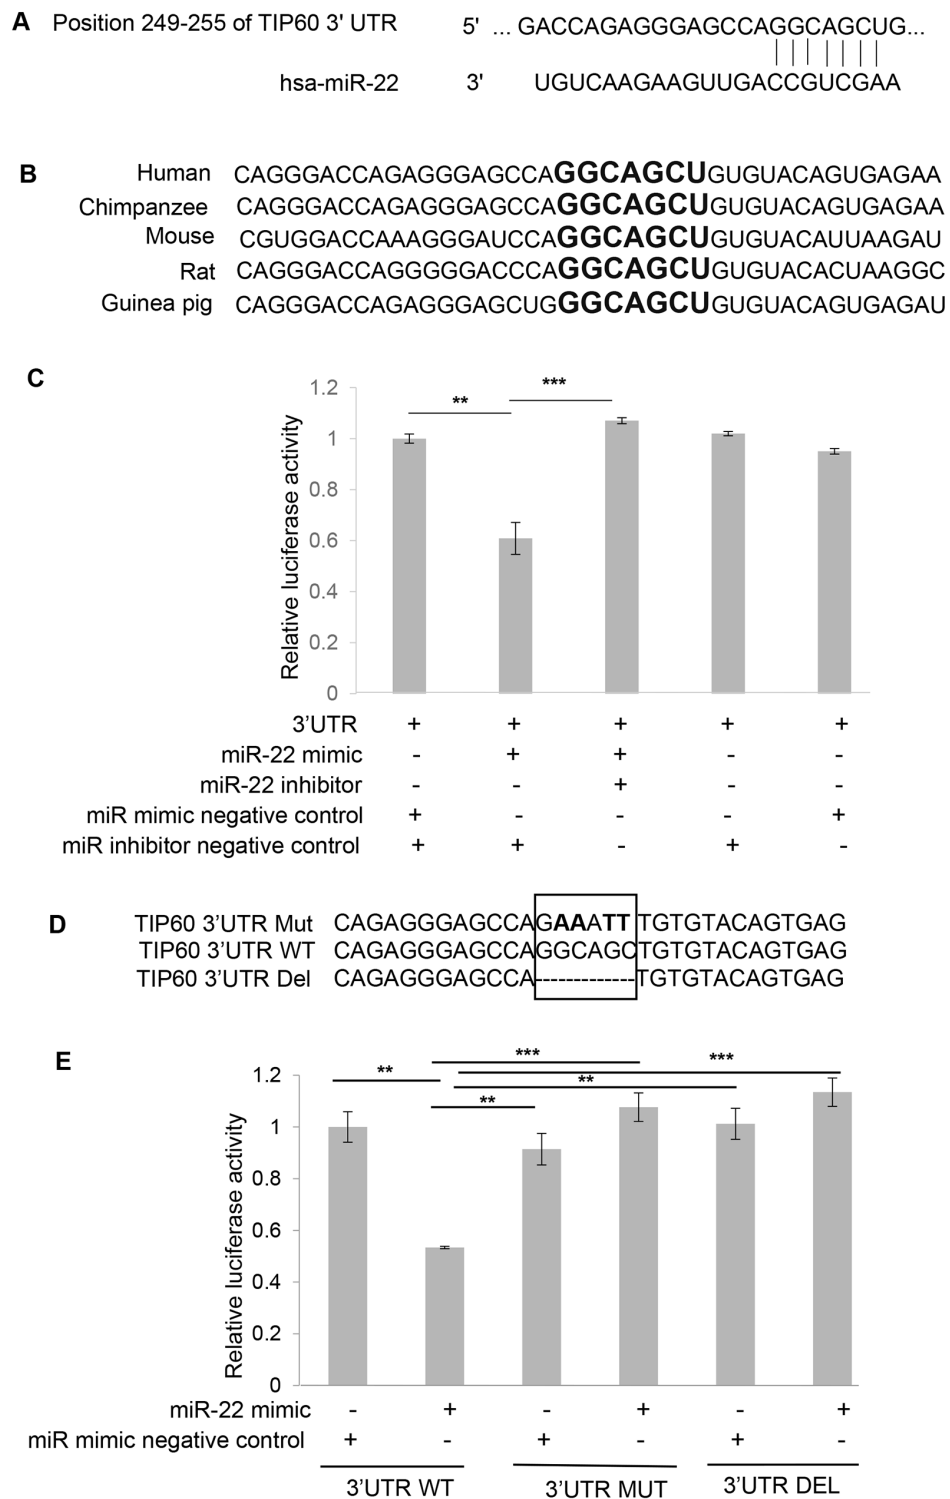 A Position 249-255 of TIP60 3' UTR 5' ... GACCAGAGGGAGCCAGGCAGCUG...
hsa-miR-22 3' UGUCAAGAAGUUGACCGUCGAA
B Human CAGGGACCAGAGGGAGCCAGGCAGCUGUGUACAGUGAGAA
Chimpanzee CAGGGACCAGAGGGAGCCAGGCAGCUGUGUACAGUGAGAA
Mouse CGUGGACCAAAGGGAUCCAGGCAGCUGUGUACAUUAAGAU
Rat CAGGGACCAGGGGGACCCAGGCAGCUGUGUACACUAAGGC
Guinea pig CAGGGACCAGAGGGAGCUGGGCAGCUGUGUACAGUGAGAU
C
Relative luciferase activity
1.2
1
0.8
0.6
0.4
0.2
0
** ***
3'UTR + + + + +
miR-22 mimic - + + - -
miR-22 inhibitor - - + - -
miR mimic negative control + - - - +
miR inhibitor negative control + + - + -
D TIP60 3'UTR Mut CAGAGGGAGCCAGAAATTTGTGTACAGTGAG
TIP60 3'UTR WT CAGAGGGAGCCAGGCAGCTGTGTACAGTGAG
TIP60 3'UTR Del CAGAGGGAGCCA-------------TGTGTACAGTGAG
E
Relative luciferase activity
1.2
1
0.8
0.6
0.4
0.2
0
*** ***
** **
**
miR-22 mimic - + - + - +
miR mimic negative control + - + - + -
3'UTR WT 3'UTR MUT 3'UTR DEL